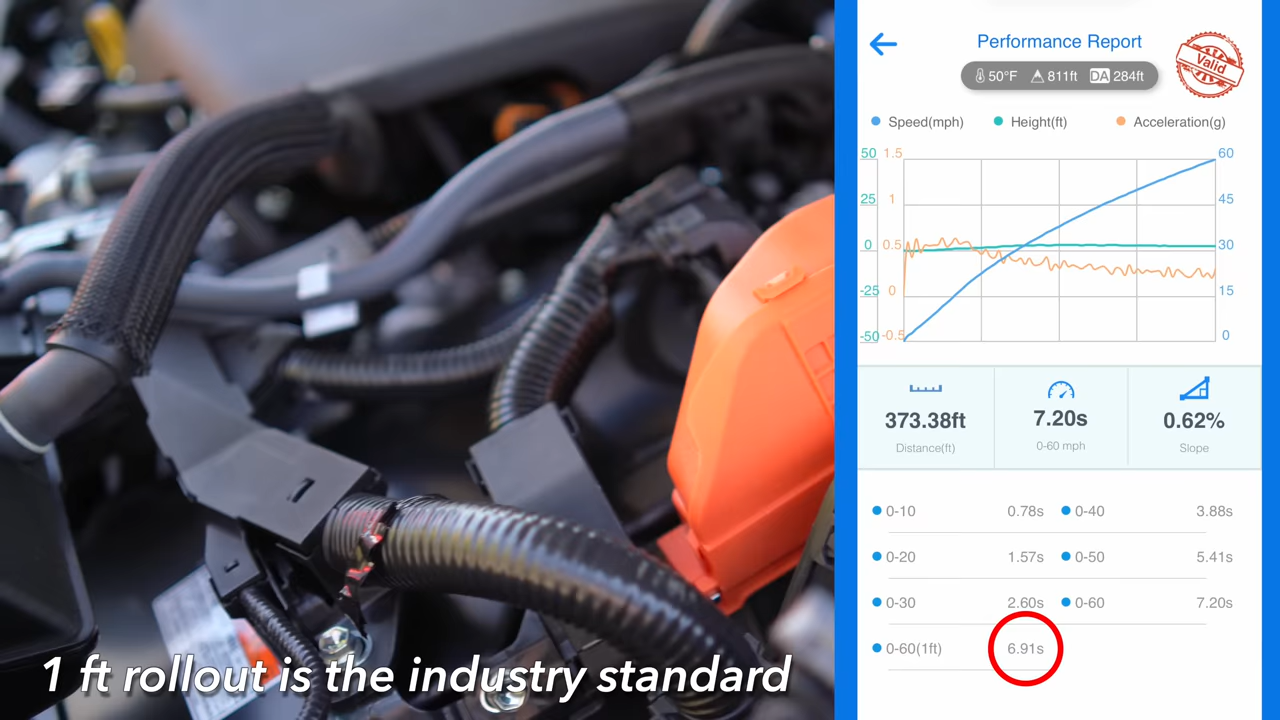 Performance Report
Valid
50°F 811ft DA 284ft
Speed(mph) Height(ft) Acceleration(g)
50 1.5 60
25 1 45
0 0.5 30
-25 0 15
-50 -0.5 0
373.38ft 7.20s 0.62%
Distance(ft) 0-60 mph Slope
0-10 0.78s 0-40 3.88s
0-20 1.57s 0-50 5.41s
0-30 2.60s 0-60 7.20s
0-60(1ft) 6.91s
1 ft rollout is the industry standard